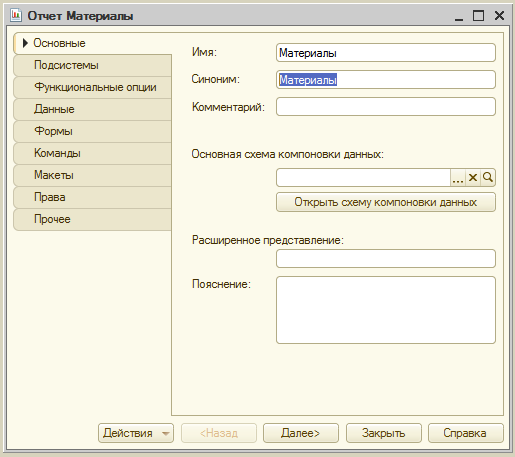 Отчет Материалы
Основные
Подсистемы
Функциональные опции
Данные
Формы
Команды
Макеты
Права
Прочее
Имя: Материалы
Синоним: Материалы
Комментарий:
Основная схема компоновки данных:
...
Открыть схему компоновки данных
Расширенное представление:
Пояснение:
Действия <Назад Далее> Закрыть Справка